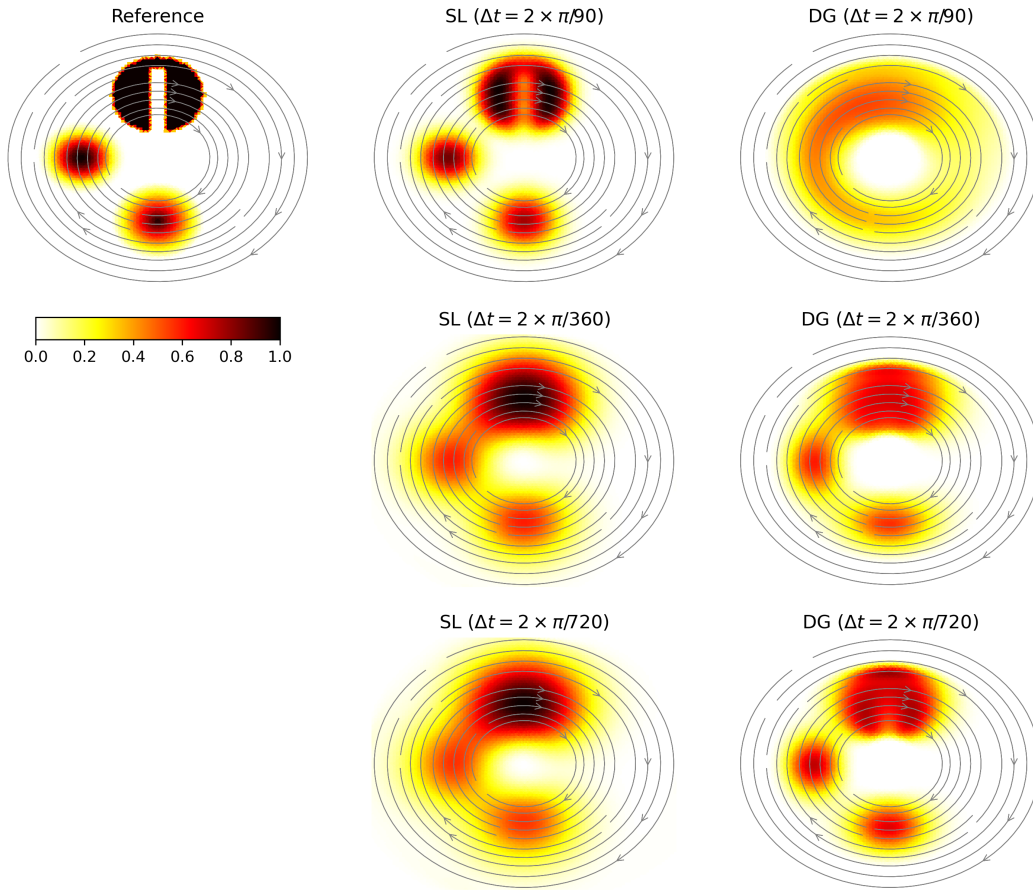 Reference
SL (Δt = 2 × π/90)
DG (Δt = 2 × π/90)
SL (Δt = 2 × π/360)
DG (Δt = 2 × π/360)
0.0 0.2 0.4 0.6 0.8 1.0
SL (Δt = 2 × π/720)
DG (Δt = 2 × π/720)